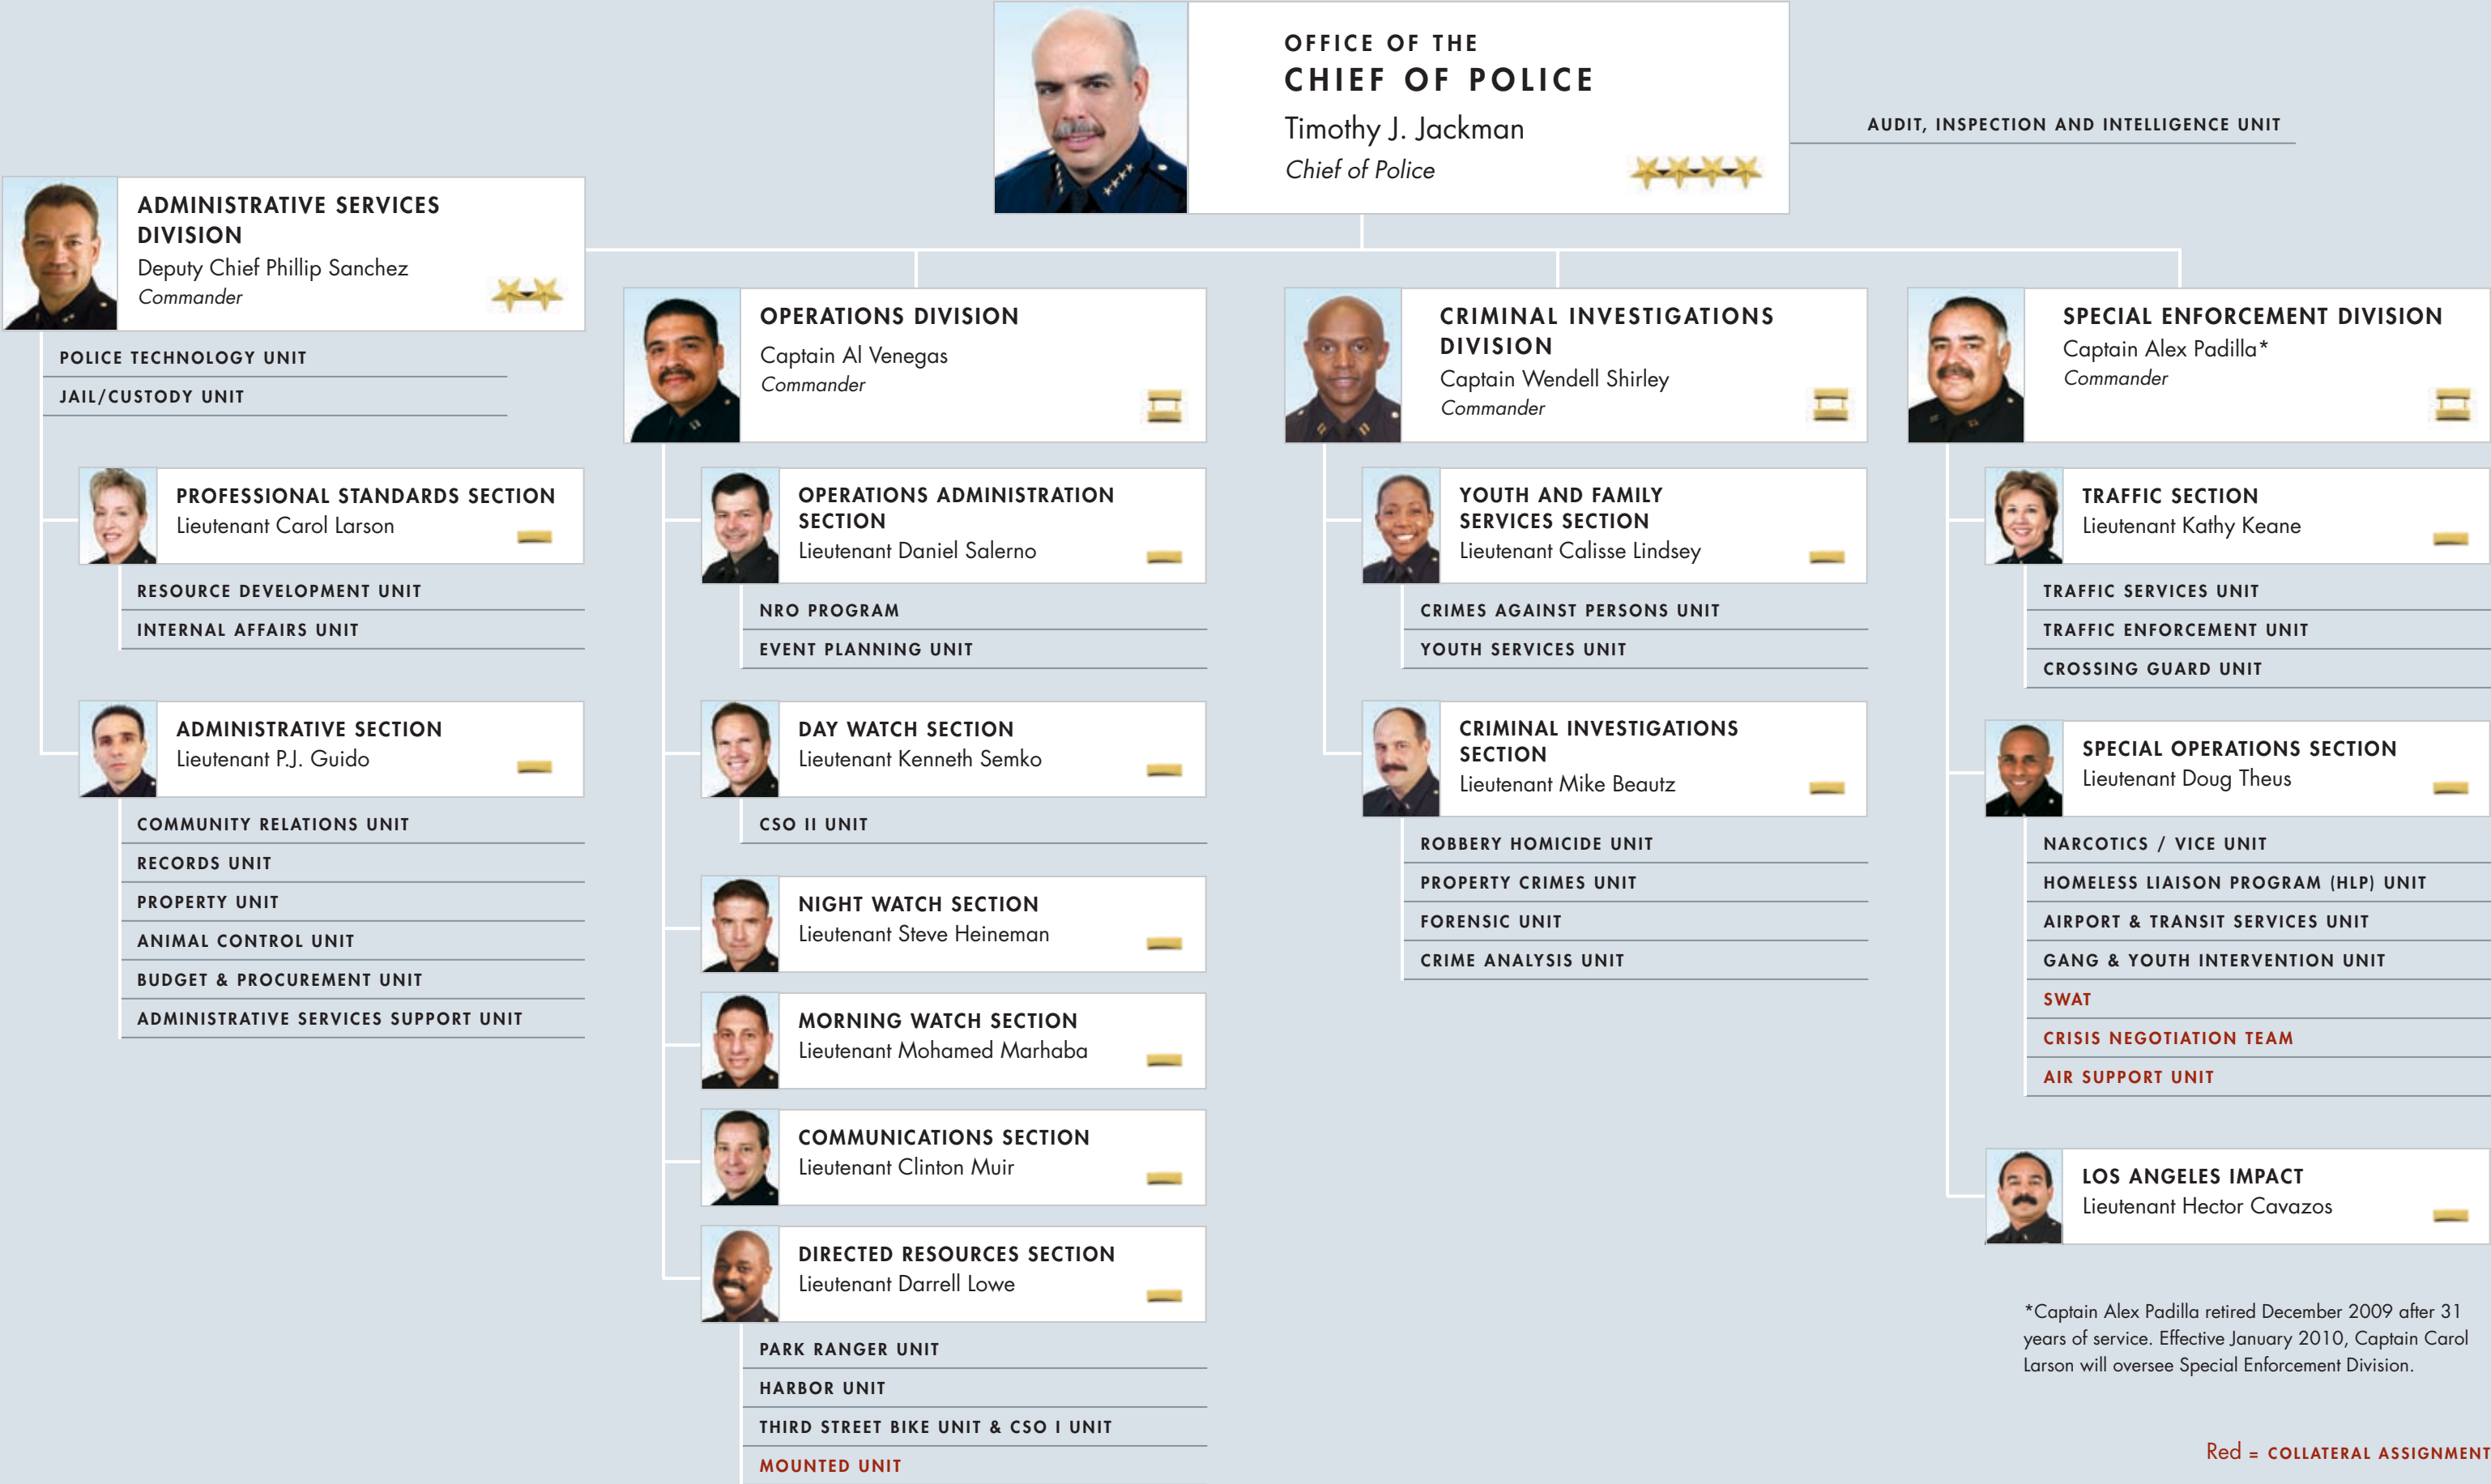 OFFICE OF THE
CHIEF OF POLICE
Timothy J. Jackman
Chief of Police
AUDIT, INSPECTION AND INTELLIGENCE UNIT
ADMINISTRATIVE SERVICES
DIVISION
Deputy Chief Phillip Sanchez
Commander
POLICE TECHNOLOGY UNIT
JAIL/CUSTODY UNIT
PROFESSIONAL STANDARDS SECTION
Lieutenant Carol Larson
RESOURCE DEVELOPMENT UNIT
INTERNAL AFFAIRS UNIT
ADMINISTRATIVE SECTION
Lieutenant P.J. Guido
COMMUNITY RELATIONS UNIT
RECORDS UNIT
PROPERTY UNIT
ANIMAL CONTROL UNIT
BUDGET & PROCUREMENT UNIT
ADMINISTRATIVE SERVICES SUPPORT UNIT
OPERATIONS DIVISION
Captain Al Venegas
Commander
OPERATIONS ADMINISTRATION
SECTION
Lieutenant Daniel Salerno
NRO PROGRAM
EVENT PLANNING UNIT
DAY WATCH SECTION
Lieutenant Kenneth Semko
CSO II UNIT
NIGHT WATCH SECTION
Lieutenant Steve Heineman
MORNING WATCH SECTION
Lieutenant Mohamed Marhaba
COMMUNICATIONS SECTION
Lieutenant Clinton Muir
DIRECTED RESOURCES SECTION
Lieutenant Darrell Lowe
PARK RANGER UNIT
HARBOR UNIT
THIRD STREET BIKE UNIT & CSO I UNIT
MOUNTED UNIT
CRIMINAL INVESTIGATIONS
DIVISION
Captain Wendell Shirley
Commander
YOUTH AND FAMILY
SERVICES SECTION
Lieutenant Calisse Lindsey
CRIMES AGAINST PERSONS UNIT
YOUTH SERVICES UNIT
CRIMINAL INVESTIGATIONS
SECTION
Lieutenant Mike Beautz
ROBBERY HOMICIDE UNIT
PROPERTY CRIMES UNIT
FORENSIC UNIT
CRIME ANALYSIS UNIT
SPECIAL ENFORCEMENT DIVISION
Captain Alex Padilla*
Commander
TRAFFIC SECTION
Lieutenant Kathy Keane
TRAFFIC SERVICES UNIT
TRAFFIC ENFORCEMENT UNIT
CROSSING GUARD UNIT
SPECIAL OPERATIONS SECTION
Lieutenant Doug Theus
NARCOTICS / VICE UNIT
HOMELESS LIAISON PROGRAM (HLP) UNIT
AIRPORT & TRANSIT SERVICES UNIT
GANG & YOUTH INTERVENTION UNIT
SWAT
CRISIS NEGOTIATION TEAM
AIR SUPPORT UNIT
LOS ANGELES IMPACT
Lieutenant Hector Cavazos
*Captain Alex Padilla retired December 2009 after 31
years of service. Effective January 2010, Captain Carol
Larson will oversee Special Enforcement Division.
Red = COLLATERAL ASSIGNMENT